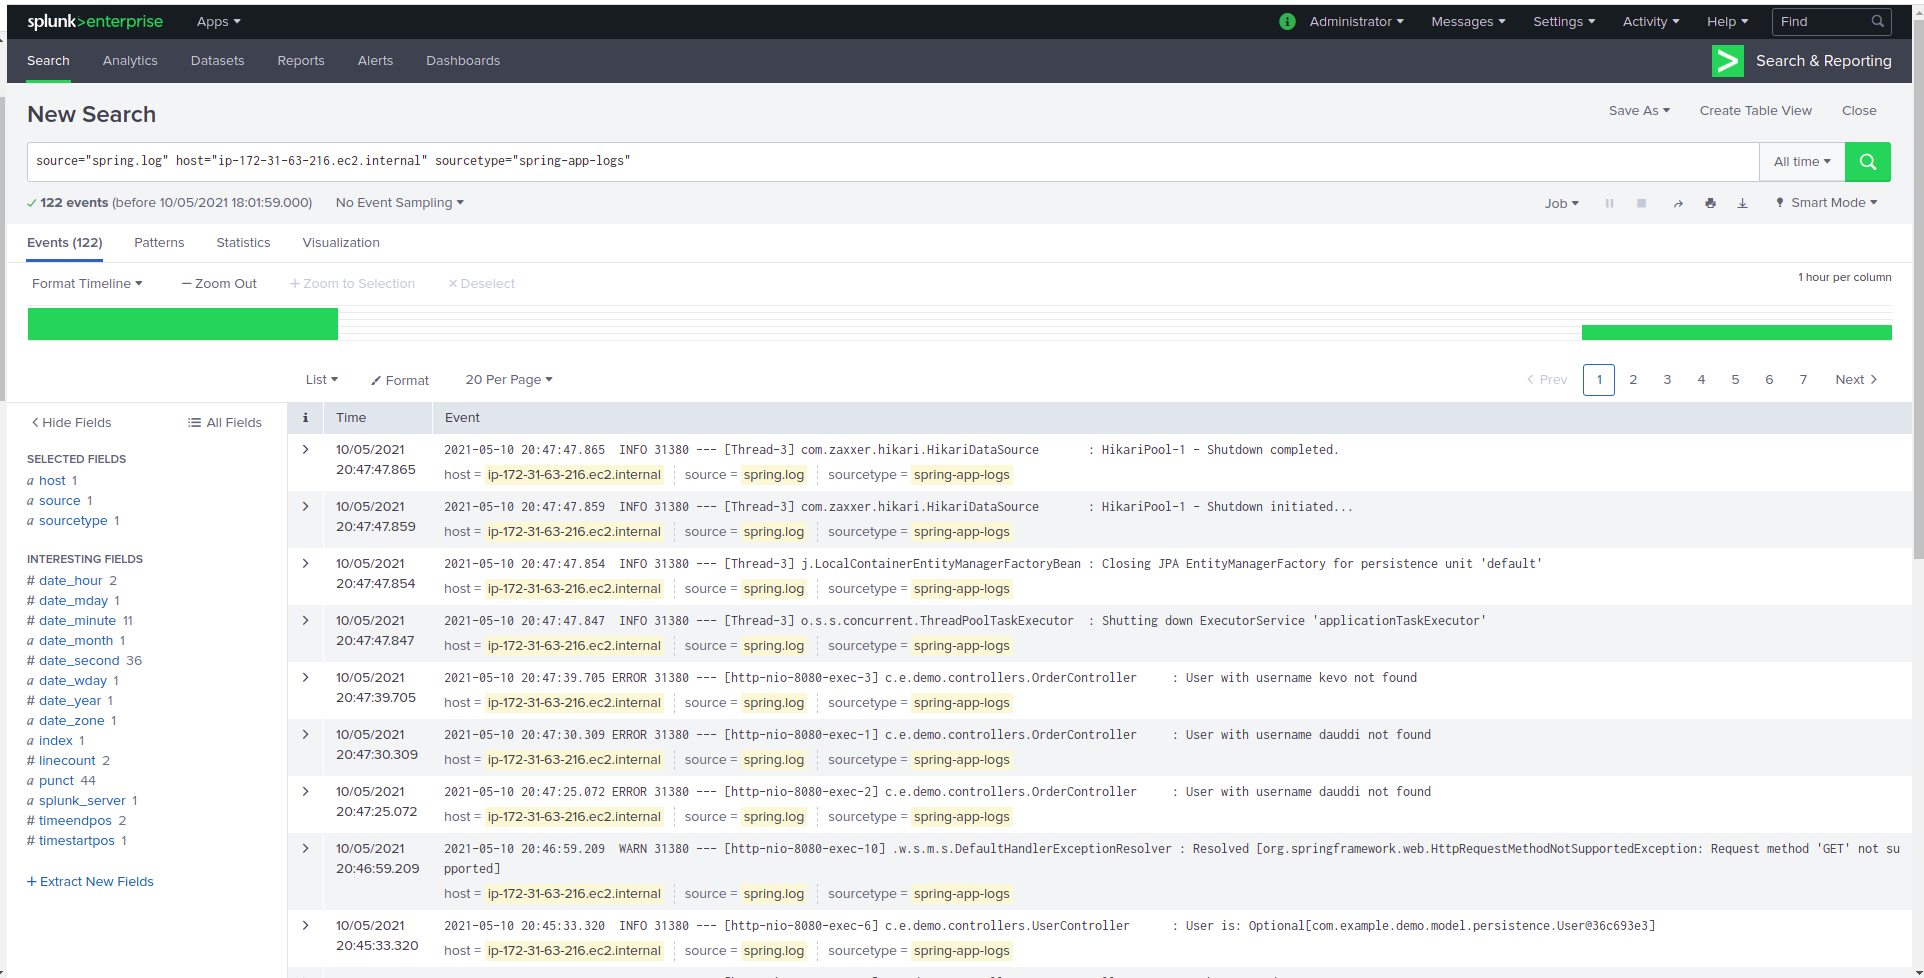 splunk>enterprise Apps i Administrator Messages Settings Activity Help Find
Search Analytics Datasets Reports Alerts Dashboards > Search & Reporting
New Search Save As Create Table View Close
source="spring.log" host="ip-172-31-63-216.ec2.internal" sourcetype="spring-app-logs" All time
122 events (before 10/05/2021 18:01:59.000) No Event Sampling Job Smart Mode
Events (122) Patterns Statistics Visualization
Format Timeline — Zoom Out + Zoom to Selection × Deselect 1 hour per column
List Format 20 Per Page < Prev 1 2 3 4 5 6 7 Next >
< Hide Fields All Fields
SELECTED FIELDS
a host 1
a source 1
a sourcetype 1
INTERESTING FIELDS
# date_hour 2
# date_mday 1
# date_minute 11
a date_month 1
# date_second 36
a date_wday 1
# date_year 1
a date_zone 1
a index 1
# linecount 2
a punct 44
a splunk_server 1
# timeendpos 2
# timestartpos 1
+ Extract New Fields
i Time Event
> 10/05/2021 2021-05-10 20:47:47.865  INFO 31380 --- [Thread-3] com.zaxxer.hikari.HikariDataSource       : HikariPool-1 - Shutdown completed.
20:47:47.865 host = ip-172-31-63-216.ec2.internal source = spring.log sourcetype = spring-app-logs
> 10/05/2021 2021-05-10 20:47:47.859  INFO 31380 --- [Thread-3] com.zaxxer.hikari.HikariDataSource       : HikariPool-1 - Shutdown initiated...
20:47:47.859 host = ip-172-31-63-216.ec2.internal source = spring.log sourcetype = spring-app-logs
> 10/05/2021 2021-05-10 20:47:47.854  INFO 31380 --- [Thread-3] j.LocalContainerEntityManagerFactoryBean : Closing JPA EntityManagerFactory for persistence unit 'default'
20:47:47.854 host = ip-172-31-63-216.ec2.internal source = spring.log sourcetype = spring-app-logs
> 10/05/2021 2021-05-10 20:47:47.847  INFO 31380 --- [Thread-3] o.s.s.concurrent.ThreadPoolTaskExecutor  : Shutting down ExecutorService 'applicationTaskExecutor'
20:47:47.847 host = ip-172-31-63-216.ec2.internal source = spring.log sourcetype = spring-app-logs
> 10/05/2021 2021-05-10 20:47:39.705 ERROR 31380 --- [http-nio-8080-exec-3] c.e.demo.controllers.OrderController     : User with username kevo not found
20:47:39.705 host = ip-172-31-63-216.ec2.internal source = spring.log sourcetype = spring-app-logs
> 10/05/2021 2021-05-10 20:47:30.309 ERROR 31380 --- [http-nio-8080-exec-1] c.e.demo.controllers.OrderController     : User with username dauddi not found
20:47:30.309 host = ip-172-31-63-216.ec2.internal source = spring.log sourcetype = spring-app-logs
> 10/05/2021 2021-05-10 20:47:25.072 ERROR 31380 --- [http-nio-8080-exec-2] c.e.demo.controllers.OrderController     : User with username dauddi not found
20:47:25.072 host = ip-172-31-63-216.ec2.internal source = spring.log sourcetype = spring-app-logs
> 10/05/2021 2021-05-10 20:46:59.209  WARN 31380 --- [http-nio-8080-exec-10] .w.s.m.s.DefaultHandlerExceptionResolver : Resolved [org.springframework.web.HttpRequestMethodNotSupportedException: Request method 'GET' not su
20:46:59.209 pported]
host = ip-172-31-63-216.ec2.internal source = spring.log sourcetype = spring-app-logs
> 10/05/2021 2021-05-10 20:45:33.320  INFO 31380 --- [http-nio-8080-exec-6] c.e.demo.controllers.UserController      : User is: Optional[com.example.demo.model.persistence.User@36c693e3]
20:45:33.320 host = ip-172-31-63-216.ec2.internal source = spring.log sourcetype = spring-app-logs